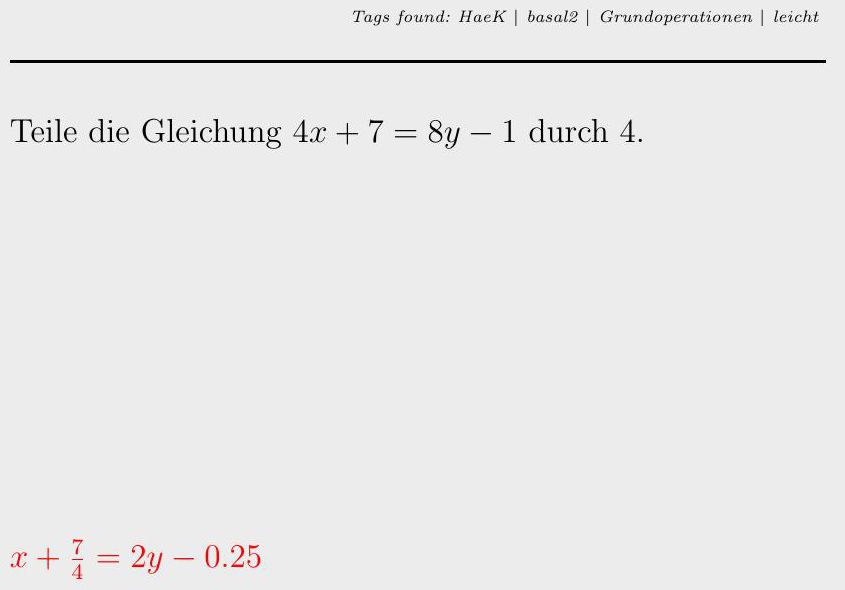 Tags found: HaeK | basal2 | Grundoperationen | leicht
Teile die Gleichung 4x + 7 = 8y − 1 durch 4.
x + 7/4 = 2y − 0.25